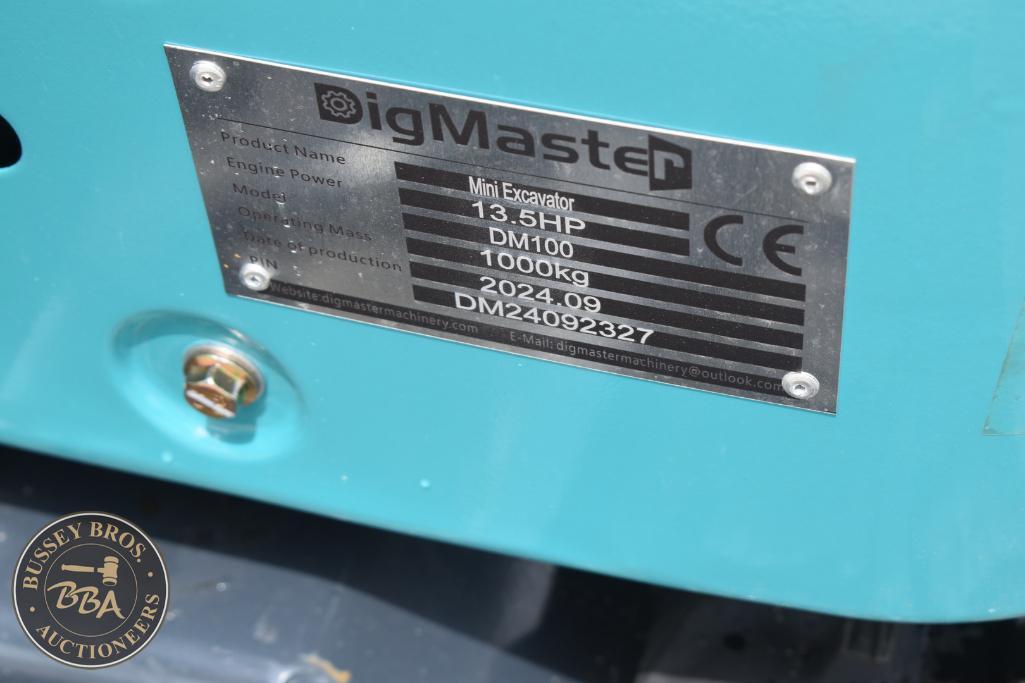 DigMaster
Product Name Mini Excavator
Engine Power 13.5HP
Model DM100
Operating Mass 1000kg
Date of production 2024.09
PIN DM24092327
CE
Website:digmastermachinery.com E-Mail: digmastermachinery@outlook.com
BUSSEY BROS.
BBA
AUCTIONEERS